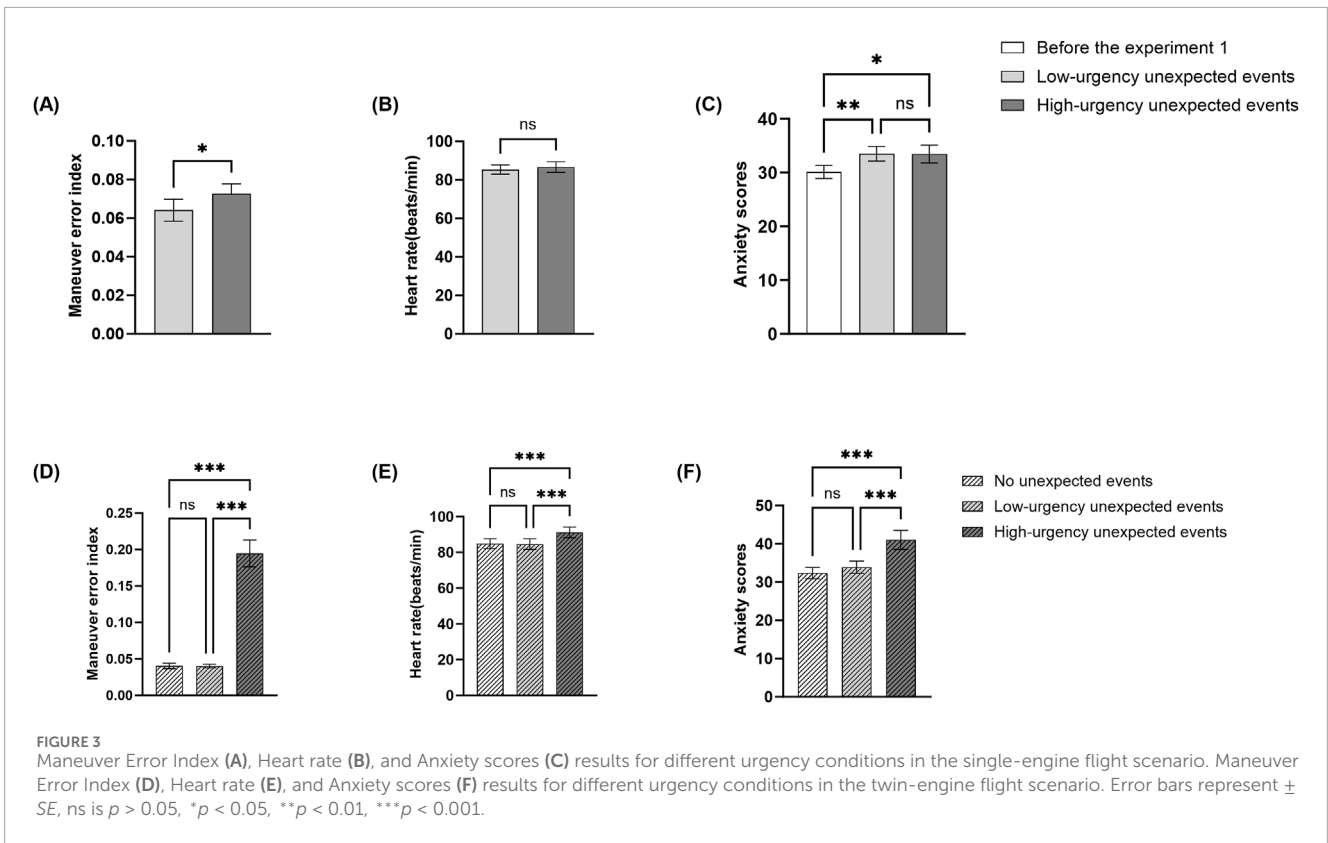 Before the experiment 1
Low-urgency unexpected events
High-urgency unexpected events
(A)
*
Maneuver error index
0.10
0.08
0.06
0.04
0.02
0.00
(B)
ns
Heart rate(beats/min)
100
80
60
40
20
0
(C)
*
**
ns
Anxiety scores
40
30
20
10
0
(D)
***
ns
***
Maneuver error index
0.25
0.20
0.15
0.10
0.05
0.00
(E)
***
ns
***
Heart rate(beats/min)
100
80
60
40
20
0
(F)
***
ns
***
Anxiety scores
50
40
30
20
10
0
No unexpected events
Low-urgency unexpected events
High-urgency unexpected events
FIGURE 3
Maneuver Error Index (A), Heart rate (B), and Anxiety scores (C) results for different urgency conditions in the single-engine flight scenario. Maneuver
Error Index (D), Heart rate (E), and Anxiety scores (F) results for different urgency conditions in the twin-engine flight scenario. Error bars represent ±
SE, ns is p > 0.05, *p < 0.05, **p < 0.01, ***p < 0.001.